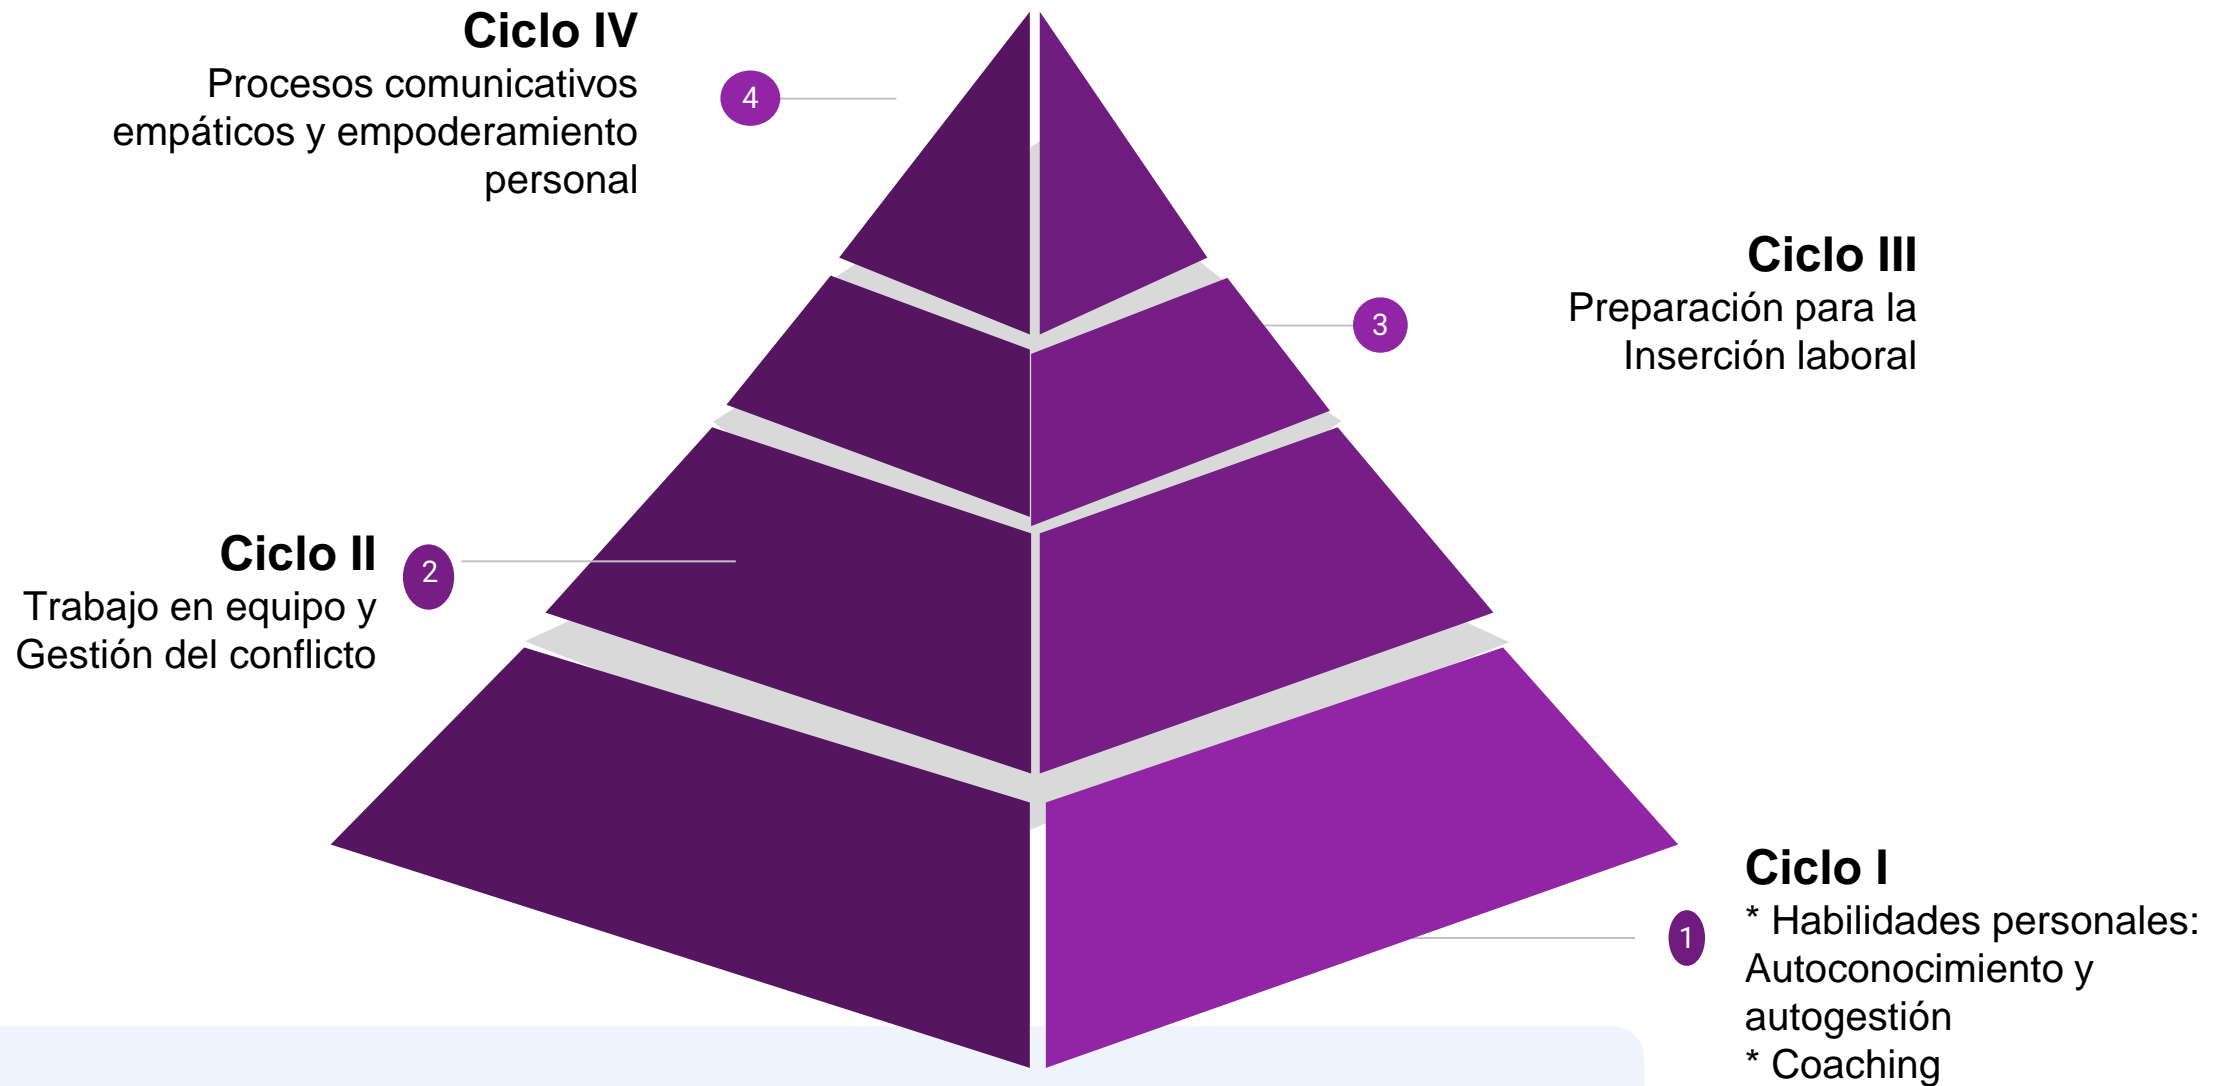 Ciclo IV
Procesos comunicativos
empáticos y empoderamiento
personal
4
Ciclo III
Preparación para la
Inserción laboral
3
Ciclo II
Trabajo en equipo y
Gestión del conflicto
2
Ciclo I
* Habilidades personales:
Autoconocimiento y
autogestión
* Coaching
1